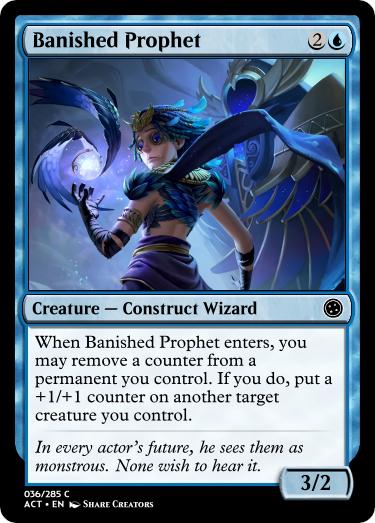 Banished Prophet 2
Creature — Construct Wizard
When Banished Prophet enters, you
may remove a counter from a
permanent you control. If you do, put a
+1/+1 counter on another target
creature you control.
In every actor's future, he sees them as
monstrous. None wish to hear it.
3/2
036/285 C
ACT • EN Share Creators